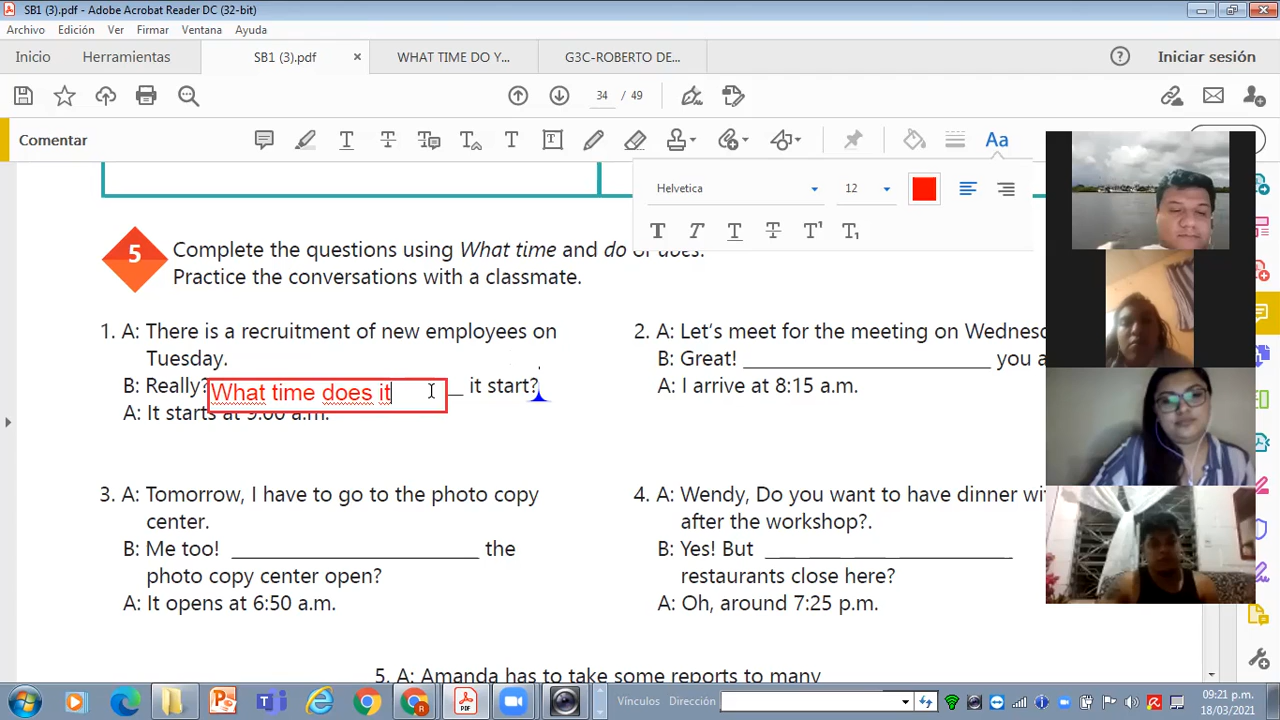 SB1 (3).pdf - Adobe Acrobat Reader DC (32-bit)
Archivo Edición Ver Firmar Ventana Ayuda
Inicio Herramientas SB1 (3).pdf × WHAT TIME DO Y... G3C-ROBERTO DE... Iniciar sesión
34 / 49
Comentar
Helvetica 12
5 Complete the questions using What time and do or does.
Practice the conversations with a classmate.
1. A: There is a recruitment of new employees on
Tuesday.
B: Really? What time does it __ it start?
A: It starts at 9:00 a.m.
2. A: Let's meet for the meeting on Wednesd
B: Great! ____________________ you a
A: I arrive at 8:15 a.m.
3. A: Tomorrow, I have to go to the photo copy
center.
B: Me too! ____________________ the
photo copy center open?
A: It opens at 6:50 a.m.
4. A: Wendy, Do you want to have dinner wi
after the workshop?.
B: Yes! But ____________________
restaurants close here?
A: Oh, around 7:25 p.m.
5. A: Amanda has to take some reports to many
Vínculos Dirección
09:21 p.m.
18/03/2021